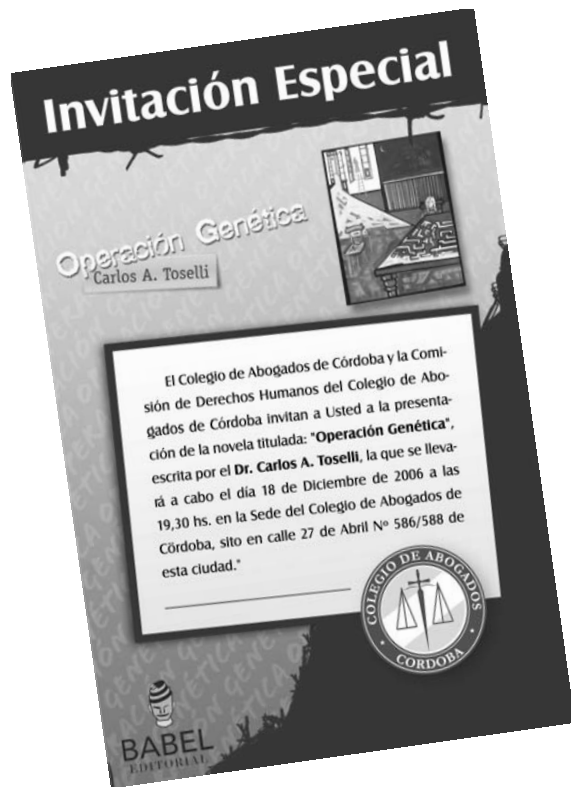 Invitación Especial
Operación Genética
Carlos A. Toselli
El Colegio de Abogados de Córdoba y la Comi-
sión de Derechos Humanos del Colegio de Abo-
gados de Córdoba invitan a Usted a la presenta-
ción de la novela titulada: "Operación Genética",
escrita por el Dr. Carlos A. Toselli, la que se lleva-
rá a cabo el día 18 de Diciembre de 2006 a las
19,30 hs. en la Sede del Colegio de Abogados de
Córdoba, sito en calle 27 de Abril Nº 586/588 de
esta ciudad."
COLEGIO DE ABOGADOS
CORDOBA
BABEL
EDITORIAL